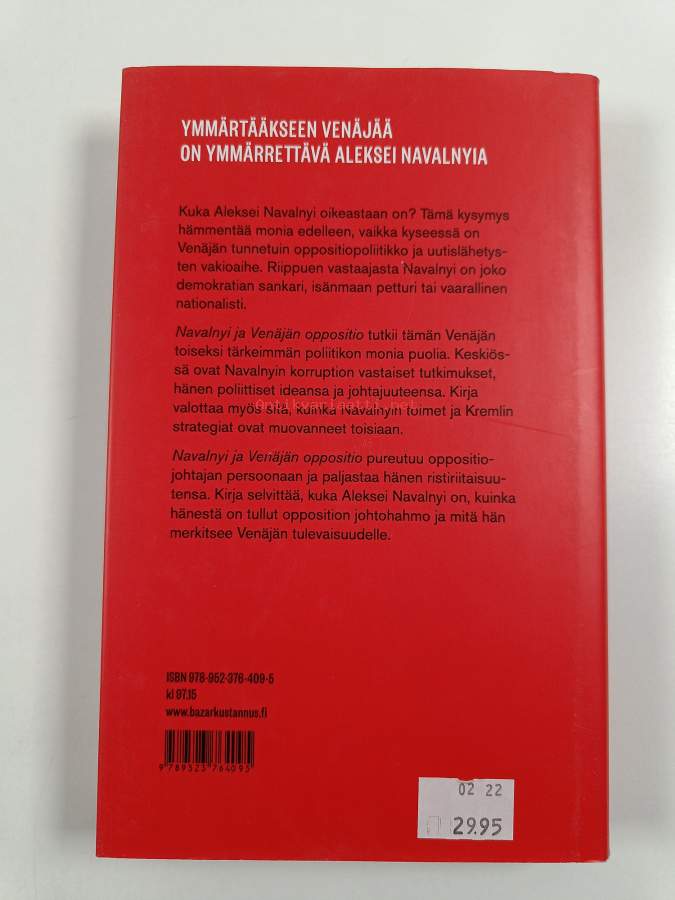 YMMÄRTÄÄKSEEN VENÄJÄÄ
ON YMMÄRRETTÄVÄ ALEKSEI NAVALNYIA
Kuka Aleksei Navalnyi oikeastaan on? Tämä kysymys
hämmentää monia edelleen, vaikka kyseessä on
Venäjän tunnetuin oppositiopoliitikko ja uutislähetys-
ten vakioaihe. Riippuen vastaajasta Navalnyi on joko
demokratian sankari, isänmaan petturi tai vaarallinen
nationalisti.
Navalnyi ja Venäjän oppositio tutkii tämän Venäjän
toiseksi tärkeimmän poliitikon monia puolia. Keskiös-
sä ovat Navalnyin korruption vastaiset tutkimukset,
hänen poliittiset ideansa ja johtajuutensa. Kirja
Antikvariaatti.net
valottaa myös sitä, kuinka Navalnyin toimet ja Kremlin
strategiat ovat muovanneet toisiaan.
Navalnyi ja Venäjän oppositio pureutuu oppositio-
johtajan persoonaan ja paljastaa hänen ristiriitaisuu-
tensa. Kirja selvittää, kuka Aleksei Navalnyi on, kuinka
hänestä on tullut opposition johtohahmo ja mitä hän
merkitsee Venäjän tulevaisuudelle.
ISBN 978-952-376-409-5
kl 97.15
www.bazarkustannus.fi
9 789523 764095
02 22
29.95